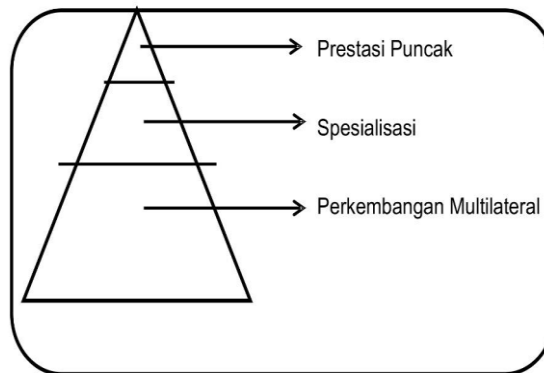 Prestasi Puncak
Spesialisasi
Perkembangan Multilateral